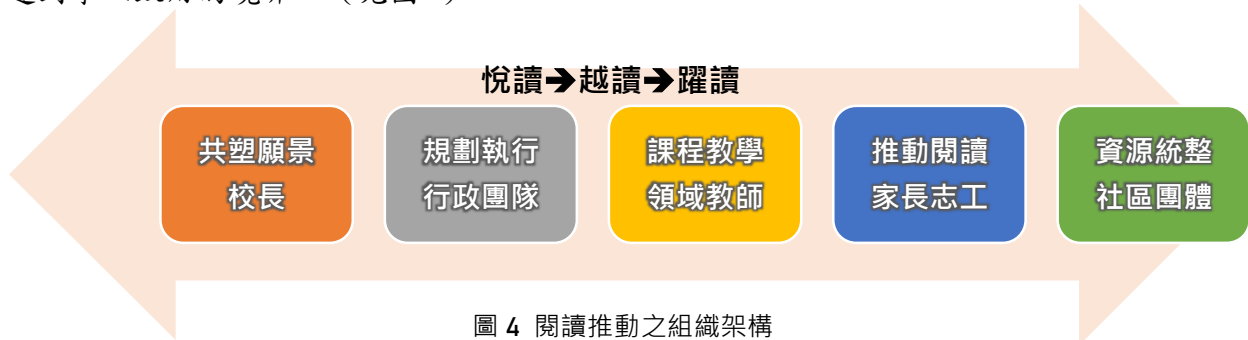 悅讀➔越讀➔躍讀
共塑願景
校長
規劃執行
行政團隊
課程教學
領域教師
推動閱讀
家長志工
資源統整
社區團體
圖 4 閱讀推動之組織架構